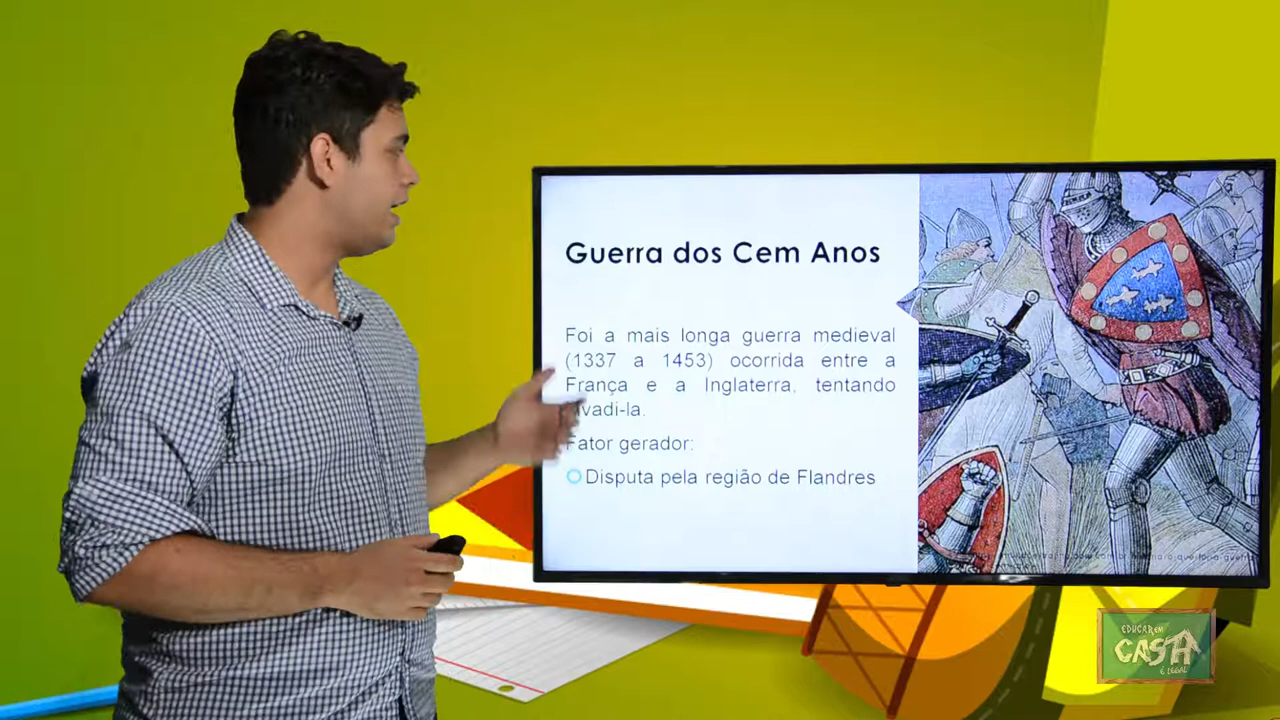 Guerra dos Cem Anos
Foi a mais longa guerra medieval
(1337 a 1453) ocorrida entre a
França e a Inglaterra, tentando
vadi-la.
Fator gerador:
Disputa pela região de Flandres
EDUCAR EM
CASA
É LEGAL